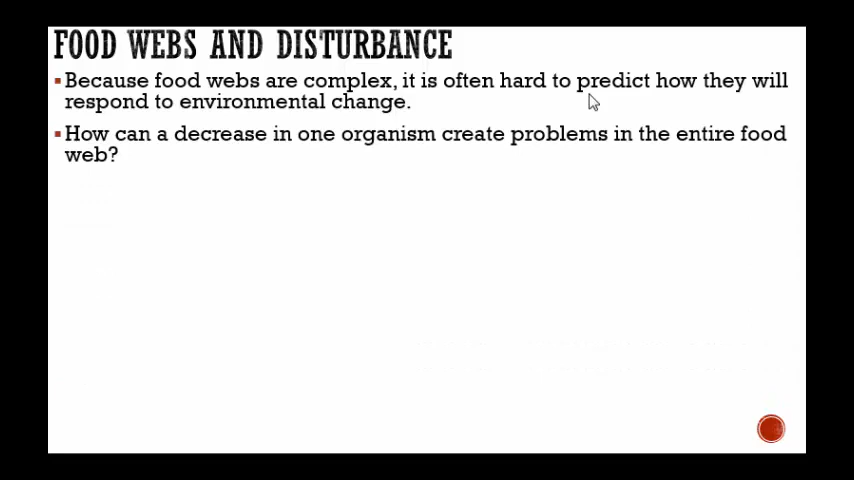 FOOD WEBS AND DISTURBANCE
Because food webs are complex, it is often hard to predict how they will
respond to environmental change.
How can a decrease in one organism create problems in the entire food
web?